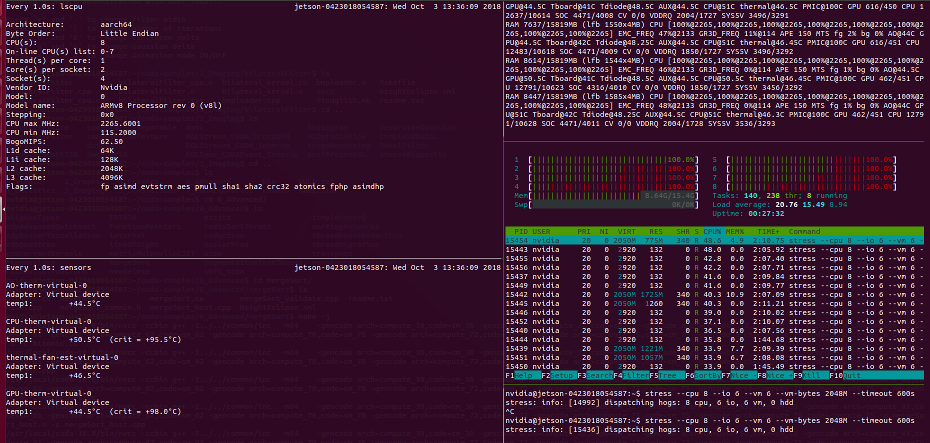 Every 1.0s: lscpu jetson-0423018054587: Wed Oct 3 13:36:09 2018
Architecture: aarch64
Byte Order: Little Endian
CPU(s): 8
On-line CPU(s) list: 0-7
Thread(s) per core: 1
Core(s) per socket: 2
Socket(s): 4
Vendor ID: Nvidia
Model: 0
Model name: ARMv8 Processor rev 0 (v8l)
Stepping: 0x0
CPU max MHz: 2265.6001
CPU min MHz: 115.2000
BogoMIPS: 62.50
L1d cache: 64K
L1i cache: 128K
L2 cache: 2048K
L3 cache: 4096K
Flags: fp asimd evtstrm aes pmull sha1 sha2 crc32 atomics fphp asimdhp
Every 1.0s: sensors jetson-0423018054587: Wed Oct 3 13:36:09 2018
AO-therm-virtual-0
Adapter: Virtual device
temp1: +44.5°C
CPU-therm-virtual-0
Adapter: Virtual device
temp1: +50.5°C (crit = +95.5°C)
thermal-fan-est-virtual-0
Adapter: Virtual device
temp1: +46.5°C
GPU-therm-virtual-0
Adapter: Virtual device
temp1: +44.5°C (crit = +98.0°C)
GPU@44.5C Tboard@41C Tdiode@48.5C AUX@44.5C CPU@51C thermal@46.5C PMIC@100C GPU 616/450 CPU 1
2637/10614 SOC 4471/4008 CV 0/0 VDDRQ 2004/1727 SYS5V 3496/3291
RAM 7637/15819MB (lfb 1550x4MB) CPU [100%@2265,100%@2265,100%@2265,100%@2265,100%@2265,100%@2
265,100%@2265,100%@2265] EMC_FREQ 47%@2133 GR3D_FREQ 11%@114 APE 150 MTS fg 2% bg 0% AO@44C G
PU@44.5C Tboard@42C Tdiode@48.25C AUX@44.5C CPU@51C thermal@46.45C PMIC@100C GPU 616/451 CPU
12483/10618 SOC 4471/4009 CV 0/0 VDDRQ 1850/1727 SYS5V 3496/3292
RAM 8614/15819MB (lfb 1544x4MB) CPU [100%@2265,100%@2265,100%@2265,100%@2265,100%@2265,100%@2
265,100%@2265,100%@2265] EMC_FREQ 46%@2133 GR3D_FREQ 0%@114 APE 150 MTS fg 1% bg 0% AO@44.5C
GPU@44.5C Tboard@42C Tdiode@48.5C AUX@44.5C CPU@50.5C thermal@46.45C PMIC@100C GPU 462/451 CP
U 12791/10623 SOC 4316/4010 CV 0/0 VDDRQ 1850/1727 SYS5V 3456/3292
RAM 8447/15819MB (lfb 1585x4MB) CPU [100%@2265,100%@2265,100%@2265,100%@2265,100%@2265,100%@2
265,100%@2265,100%@2265] EMC_FREQ 48%@2133 GR3D_FREQ 0%@114 APE 150 MTS fg 1% bg 0% AO@44C GP
U@51C Tboard@42C Tdiode@48.5C AUX@44.5C CPU@51C thermal@46.3C PMIC@100C GPU 462/451 CPU 1279
1/10628 SOC 4471/4011 CV 0/0 VDDRQ 2004/1728 SYS5V 3536/3293
1 [100.0%] 5 [100.0%]
2 [100.0%] 6 [100.0%]
3 [100.0%] 7 [100.0%]
4 [100.0%] 8 [100.0%]
Mem[8.04G/15.4G] Tasks: 140, 238 thr; 8 running
Swp[0K/0K] Load average: 20.76 15.49 8.94
Uptime: 00:27:32
PID USER PRI NI VIRT RES SHR S CPU% MEM% TIME+ Command
15454 nvidia 20 0 2050M 775M 340 R 48.6 4.9 2:10.75 stress --cpu 8 --io 6 --vm 6 -
15443 nvidia 20 0 2920 132 0 R 48.0 0.0 2:05.92 stress --cpu 8 --io 6 --vm 6 -
15455 nvidia 20 0 2920 132 0 R 42.8 0.0 2:07.40 stress --cpu 8 --io 6 --vm 6 -
15456 nvidia 20 0 2920 132 0 R 42.2 0.0 2:07.71 stress --cpu 8 --io 6 --vm 6 -
15437 nvidia 20 0 2920 132 0 R 41.6 0.0 2:09.84 stress --cpu 8 --io 6 --vm 6 -
15449 nvidia 20 0 2920 132 0 R 41.6 0.0 2:09.77 stress --cpu 8 --io 6 --vm 6 -
15442 nvidia 20 0 2050M 1725M 340 R 40.3 10.9 2:07.09 stress --cpu 8 --io 6 --vm 6 -
15445 nvidia 20 0 2050M 1260 340 R 40.3 0.0 2:11.21 stress --cpu 8 --io 6 --vm 6 -
15446 nvidia 20 0 2920 132 0 R 39.0 0.0 2:10.02 stress --cpu 8 --io 6 --vm 6 -
15452 nvidia 20 0 2920 132 0 R 37.1 0.0 2:10.07 stress --cpu 8 --io 6 --vm 6 -
15450 nvidia 20 0 2920 132 0 R 36.5 0.0 2:07.56 stress --cpu 8 --io 6 --vm 6 -
15444 nvidia 20 0 2920 132 0 R 35.8 0.0 1:44.68 stress --cpu 8 --io 6 --vm 6 -
15439 nvidia 20 0 2050M 1221M 340 R 33.9 7.7 2:09.39 stress --cpu 8 --io 6 --vm 6 -
15451 nvidia 20 0 2050M 1057M 340 R 33.9 6.7 2:08.08 stress --cpu 8 --io 6 --vm 6 -
15438 nvidia 20 0 2920 132 0 R 33.9 0.0 1:45.49 stress --cpu 8 --io 6 --vm 6 -
F1Help F2Setup F3Search F4Filter F5Tree F6SortBy F7Nice - F8Nice + F9Kill F10Quit
nvidia@jetson-0423018054587:~$ stress --cpu 8 --io 6 --vm 6 --vm-bytes 2048M --timeout 600s
stress: info: [14992] dispatching hogs: 8 cpu, 6 io, 6 vm, 0 hdd
^C
nvidia@jetson-0423018054587:~$ stress --cpu 8 --io 6 --vm 6 --vm-bytes 2048M --timeout 600s
stress: info: [15436] dispatching hogs: 8 cpu, 6 io, 6 vm, 0 hdd